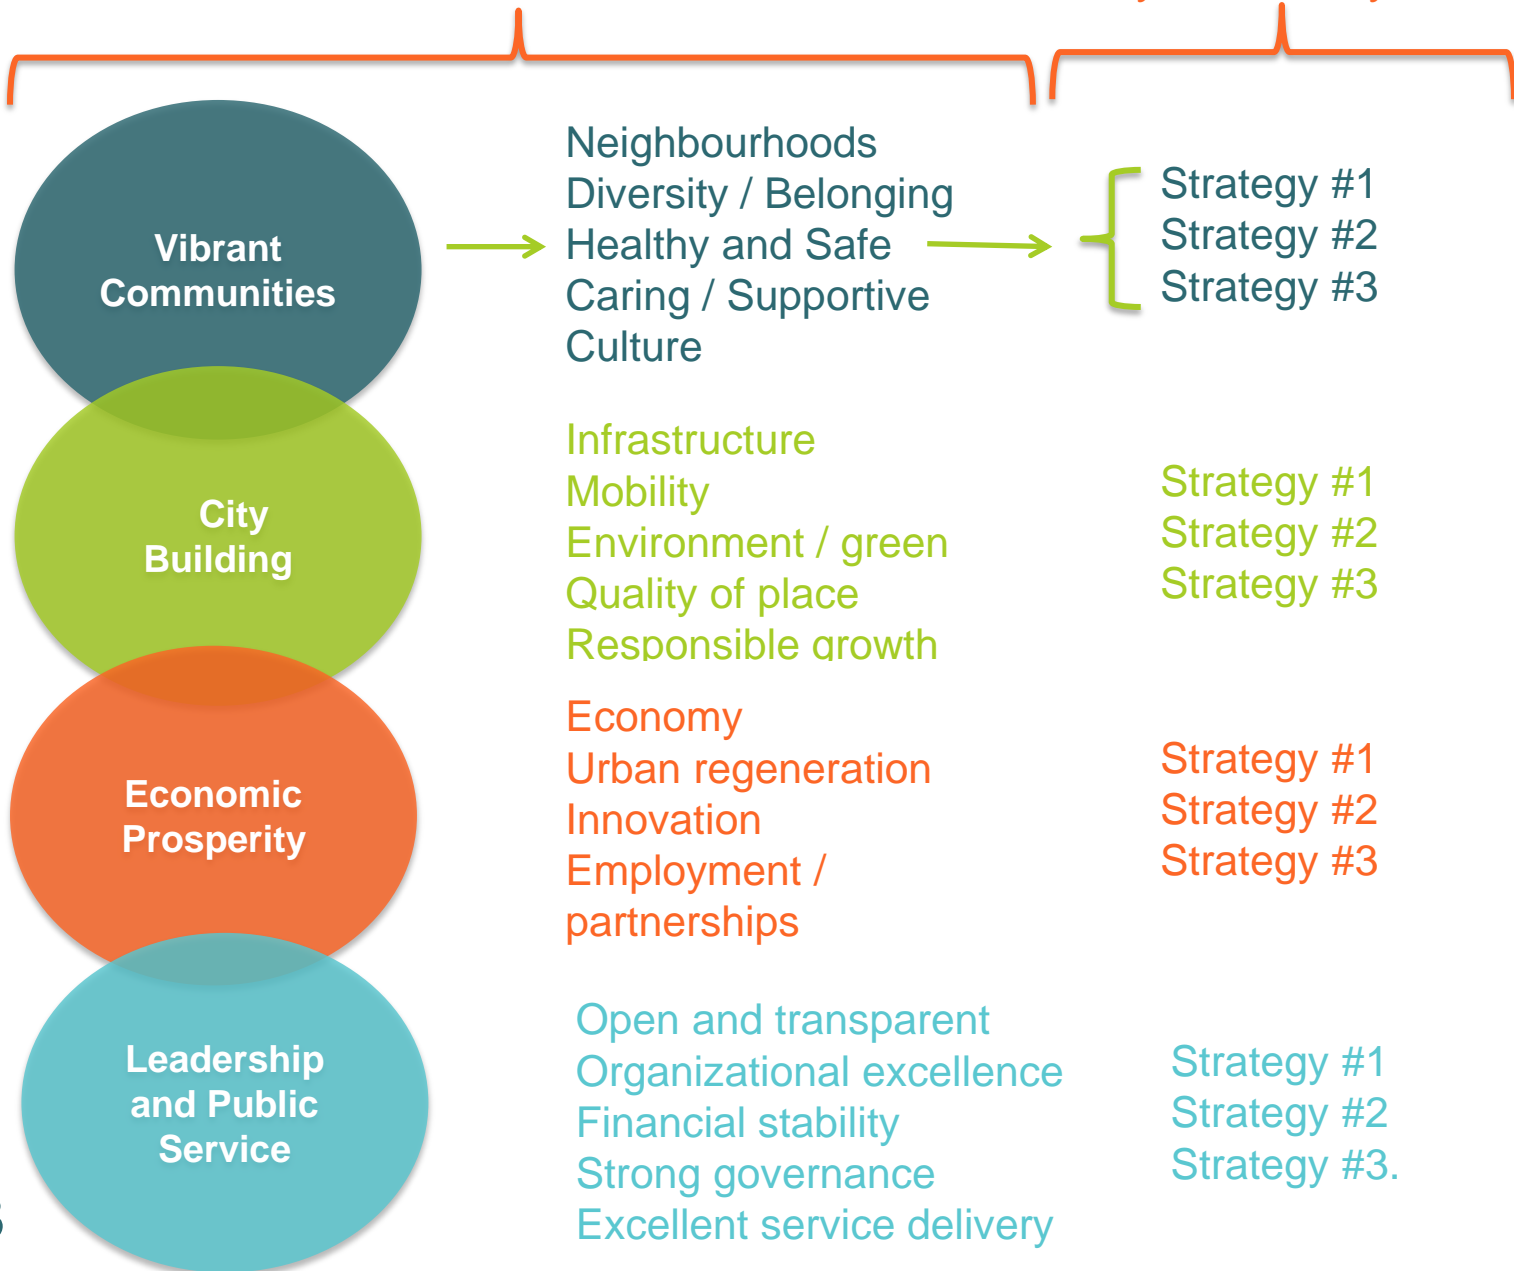 Vibrant
Communities
Neighbourhoods
Diversity / Belonging
Healthy and Safe
Caring / Supportive
Culture
Strategy #1
Strategy #2
Strategy #3
City
Building
Infrastructure
Mobility
Environment / green
Quality of place
Responsible growth
Strategy #1
Strategy #2
Strategy #3
Economic
Prosperity
Economy
Urban regeneration
Innovation
Employment /
partnerships
Strategy #1
Strategy #2
Strategy #3
Leadership
and Public
Service
Open and transparent
Organizational excellence
Financial stability
Strong governance
Excellent service delivery
Strategy #1
Strategy #2
Strategy #3.